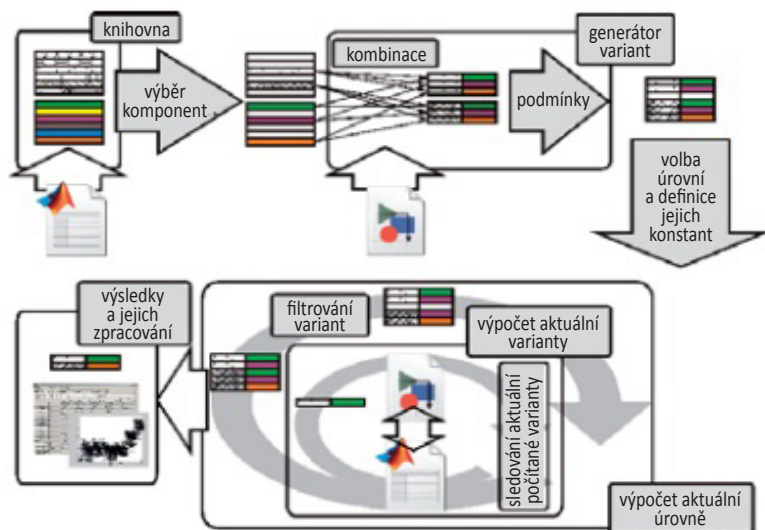 knihovna
výběr
komponent
kombinace
podmínky
generátor
variant
volba
úrovní
a definice
jejich
konstant
výsledky
a jejich
zpracování
filtrování
variant
výpočet aktuální
varianty
sledování aktuální
počítané varianty
výpočet aktuální
úrovně